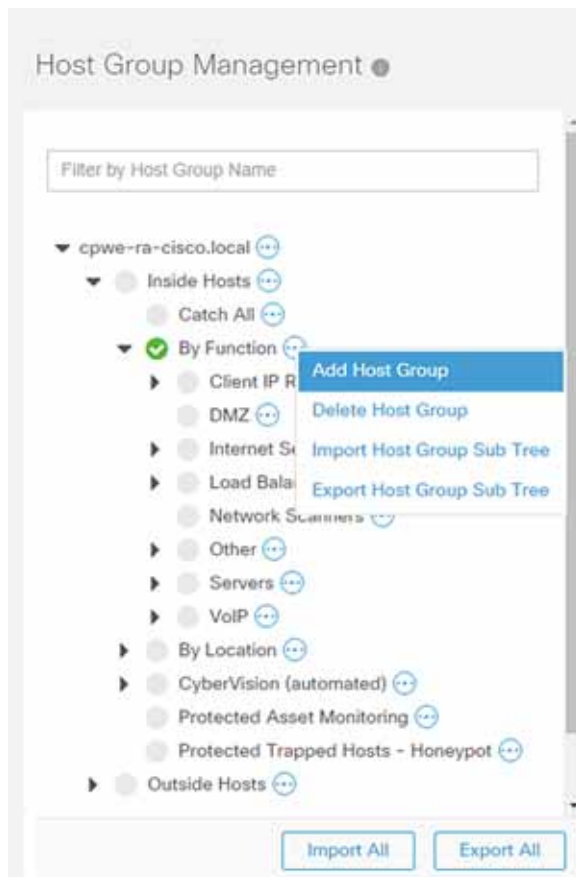 Host Group Management
Filter by Host Group Name
cpwe-ra-cisco.local
Inside Hosts
Catch All
By Function
Add Host Group
Client IP R
Delete Host Group
DMZ
Internet Se
Import Host Group Sub Tree
Load Bala
Export Host Group Sub Tree
Network Scanners
Other
Servers
VoIP
By Location
CyberVision (automated)
Protected Asset Monitoring
Protected Trapped Hosts - Honeypot
Outside Hosts
Import All
Export All